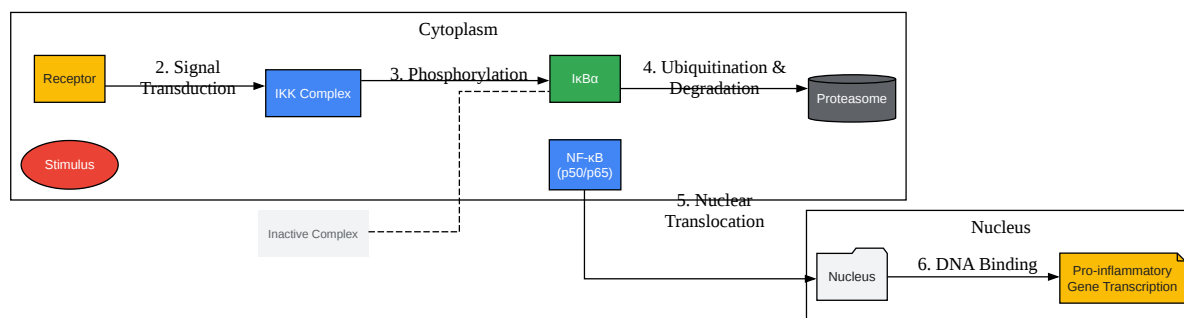 Cytoplasm
Receptor
2. Signal
Transduction
IKK Complex
3. Phosphorylation
IκBα
4. Ubiquitination &
Degradation
Proteasome
Stimulus
NF-κB
(p50/p65)
5. Nuclear
Translocation
Inactive Complex
Nucleus
Nucleus
6. DNA Binding
Pro-inflammatory
Gene Transcription